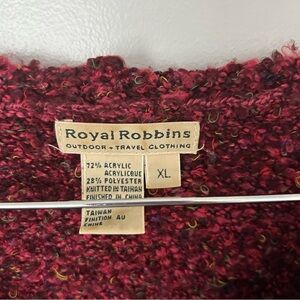 Royal Robbins
OUTDOOR + TRAVEL CLOTHING
72% ACRYLIC
ACRYLIQUE
28% POLYESTER
KNITTED IN TAIWAN
FINISHED IN CHINA
TAIWAN
FINITION AU
CHINA
XL